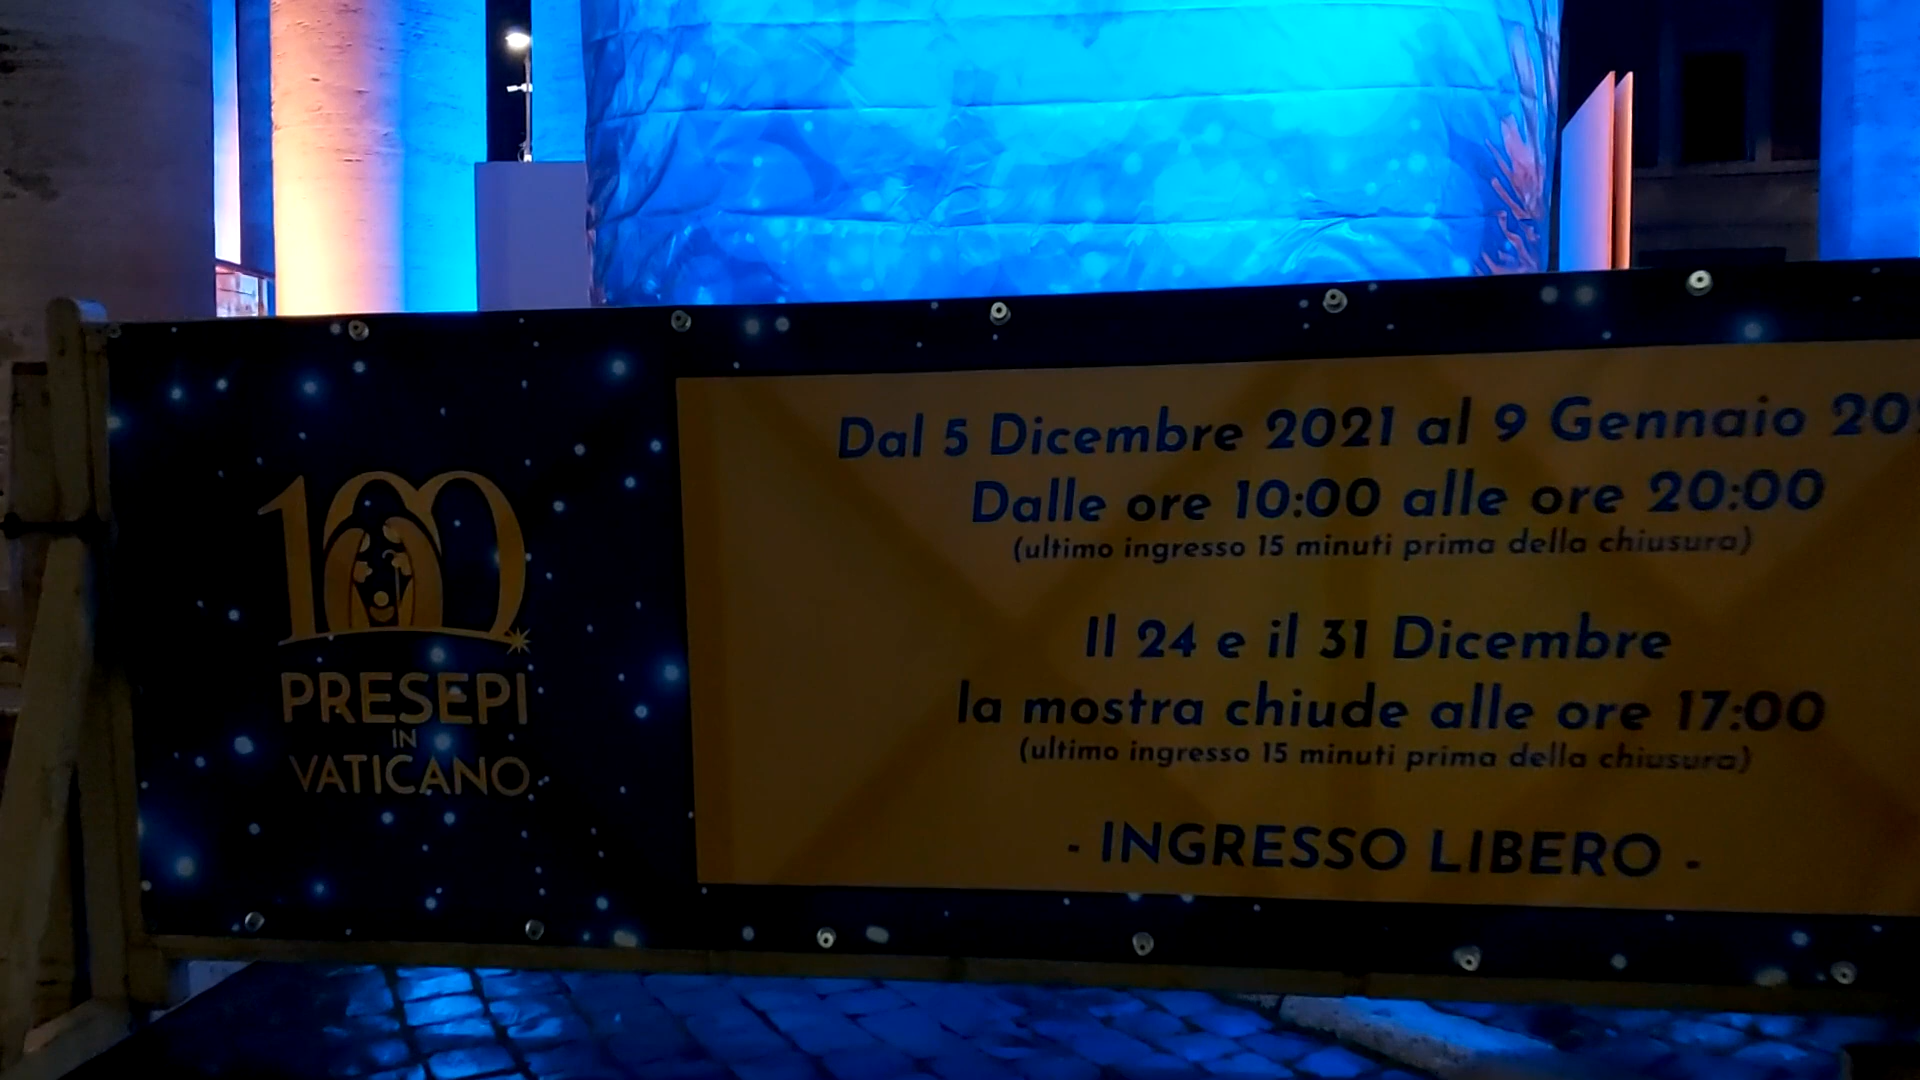 100
PRESEPI
IN
VATICANO
Dal 5 Dicembre 2021 al 9 Gennaio
Dalle ore 10:00 alle ore 20:00
(ultimo ingresso 15 minuti prima della chiusura)
Il 24 e il 31 Dicembre
la mostra chiude alle ore 17:00
(ultimo ingresso 15 minuti prima della chiusura)
- INGRESSO LIBERO -